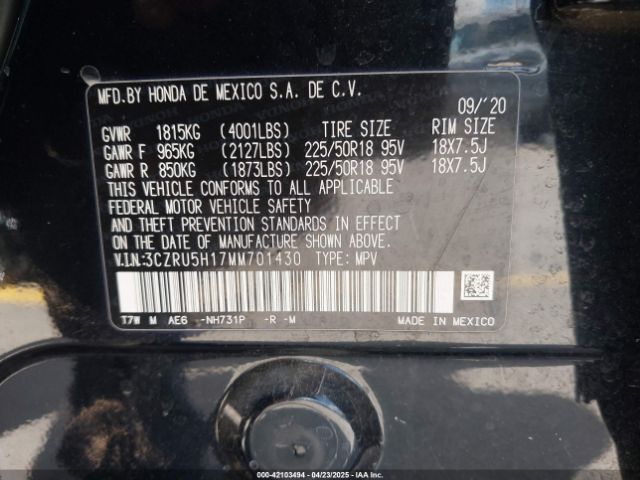 MFD.BY HONDA DE MEXICO S.A. DE C.V.
09/'20
GVWR 1815KG (4001LBS) TIRE SIZE RIM SIZE
GAWR F 965KG (2127LBS) 225/50R18 95V 18X7.5J
GAWR R 850KG (1873LBS) 225/50R18 95V 18X7.5J
THIS VEHICLE CONFORMS TO ALL APPLICABLE
FEDERAL MOTOR VEHICLE SAFETY
AND THEFT PREVENTION STANDARDS IN EFFECT
ON THE DATE OF MANUFACTURE SHOWN ABOVE.
V.I.N.:3CZRU5H17MM701430 TYPE: MPV
T7W M AE6 -NH731P -R -M MADE IN MEXICO
000-42103494 - 04/23/2025 - IAA Inc.